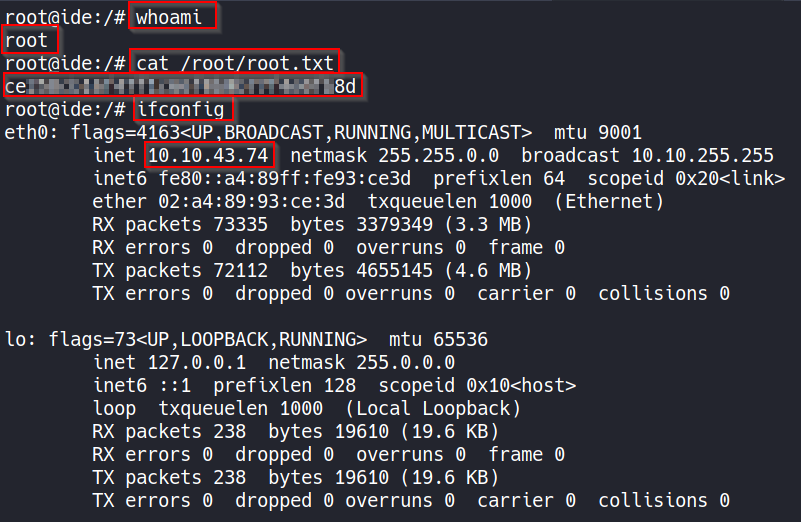 root@ide:/# whoami
root
root@ide:/# cat /root/root.txt
ce 8d
root@ide:/# ifconfig
eth0: flags=4163<UP,BROADCAST,RUNNING,MULTICAST>  mtu 9001
        inet 10.10.43.74  netmask 255.255.0.0  broadcast 10.10.255.255
        inet6 fe80::a4:89ff:fe93:ce3d  prefixlen 64  scopeid 0x20<link>
        ether 02:a4:89:93:ce:3d  txqueuelen 1000  (Ethernet)
        RX packets 73335  bytes 3379349 (3.3 MB)
        RX errors 0  dropped 0  overruns 0  frame 0
        TX packets 72112  bytes 4655145 (4.6 MB)
        TX errors 0  dropped 0 overruns 0  carrier 0  collisions 0

lo: flags=73<UP,LOOPBACK,RUNNING>  mtu 65536
        inet 127.0.0.1  netmask 255.0.0.0
        inet6 ::1  prefixlen 128  scopeid 0x10<host>
        loop  txqueuelen 1000  (Local Loopback)
        RX packets 238  bytes 19610 (19.6 KB)
        RX errors 0  dropped 0  overruns 0  frame 0
        TX packets 238  bytes 19610 (19.6 KB)
        TX errors 0  dropped 0 overruns 0  carrier 0  collisions 0